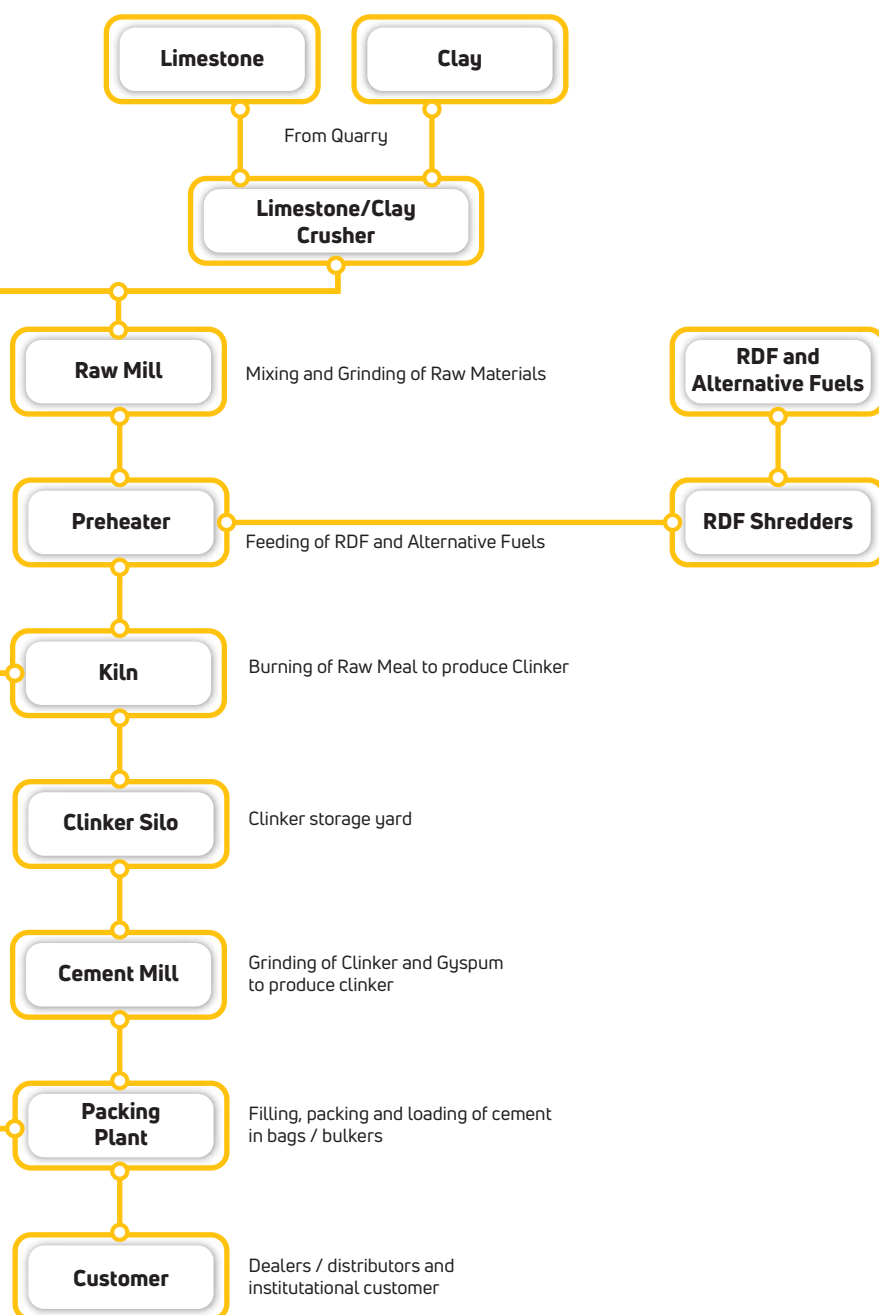 Limestone
Clay
From Quarry
Limestone/Clay
Crusher
Raw Mill
Mixing and Grinding of Raw Materials
RDF and
Alternative Fuels
Preheater
Feeding of RDF and Alternative Fuels
RDF Shredders
Kiln
Burning of Raw Meal to produce Clinker
Clinker Silo
Clinker storage yard
Cement Mill
Grinding of Clinker and Gyspum
to produce clinker
Packing
Plant
Filling, packing and loading of cement
in bags / bulkers
Customer
Dealers / distributors and
institutational customer